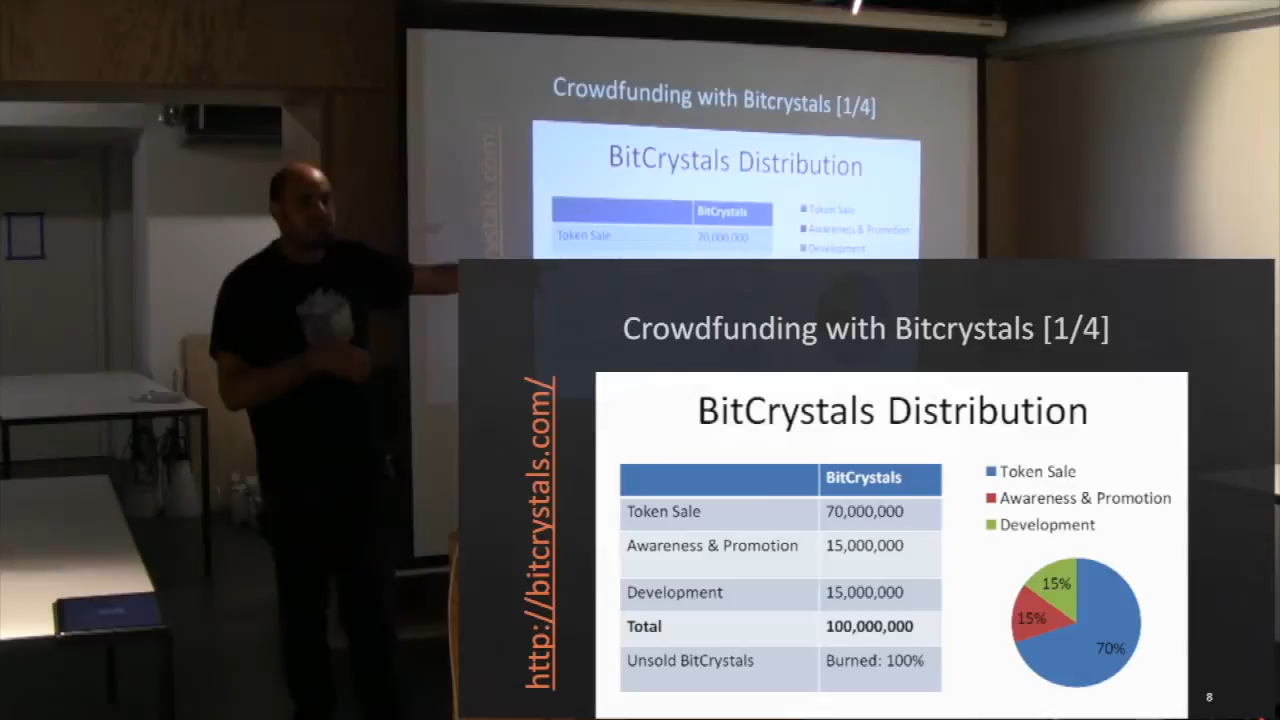 Crowdfunding with Bitcrystals [1/4]
BitCrystals Distribution
BitCrystals
Token Sale 70,000,000
Token Sale
Awareness & Promotion
Development
Crowdfunding with Bitcrystals [1/4]
http://bitcrystals.com/
BitCrystals Distribution
BitCrystals
Token Sale 70,000,000
Awareness & Promotion 15,000,000
Development 15,000,000
Total 100,000,000
Unsold BitCrystals Burned: 100%
Token Sale
Awareness & Promotion
Development
15%
15%
70%
8